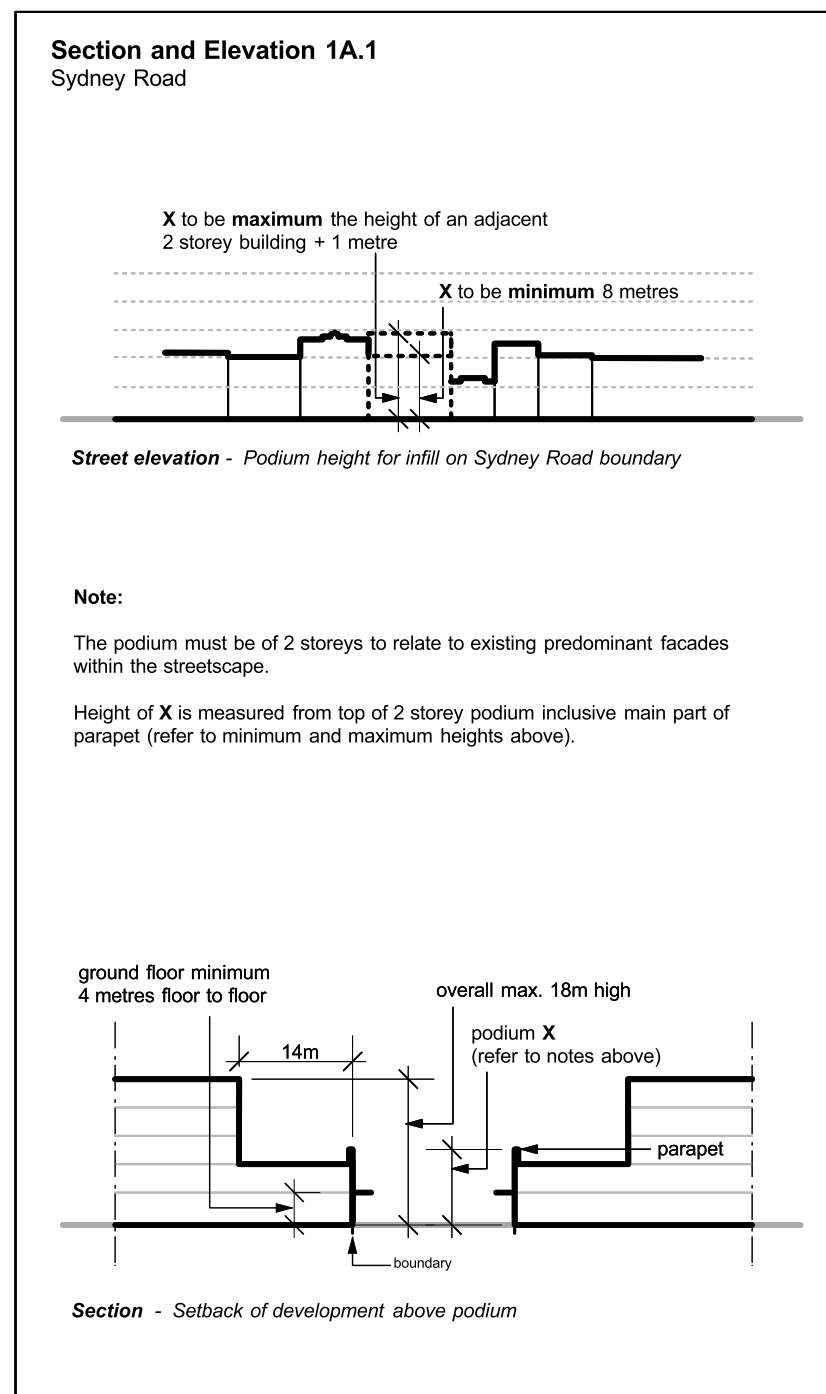 Section and Elevation 1A.1
Sydney Road
X to be maximum the height of an adjacent
2 storey building + 1 metre
X to be minimum 8 metres
Street elevation - Podium height for infill on Sydney Road boundary
Note:
The podium must be of 2 storeys to relate to existing predominant facades
within the streetscape.
Height of X is measured from top of 2 storey podium inclusive main part of
parapet (refer to minimum and maximum heights above).
ground floor minimum
4 metres floor to floor
overall max. 18m high
podium X
(refer to notes above)
14m
parapet
boundary
Section - Setback of development above podium